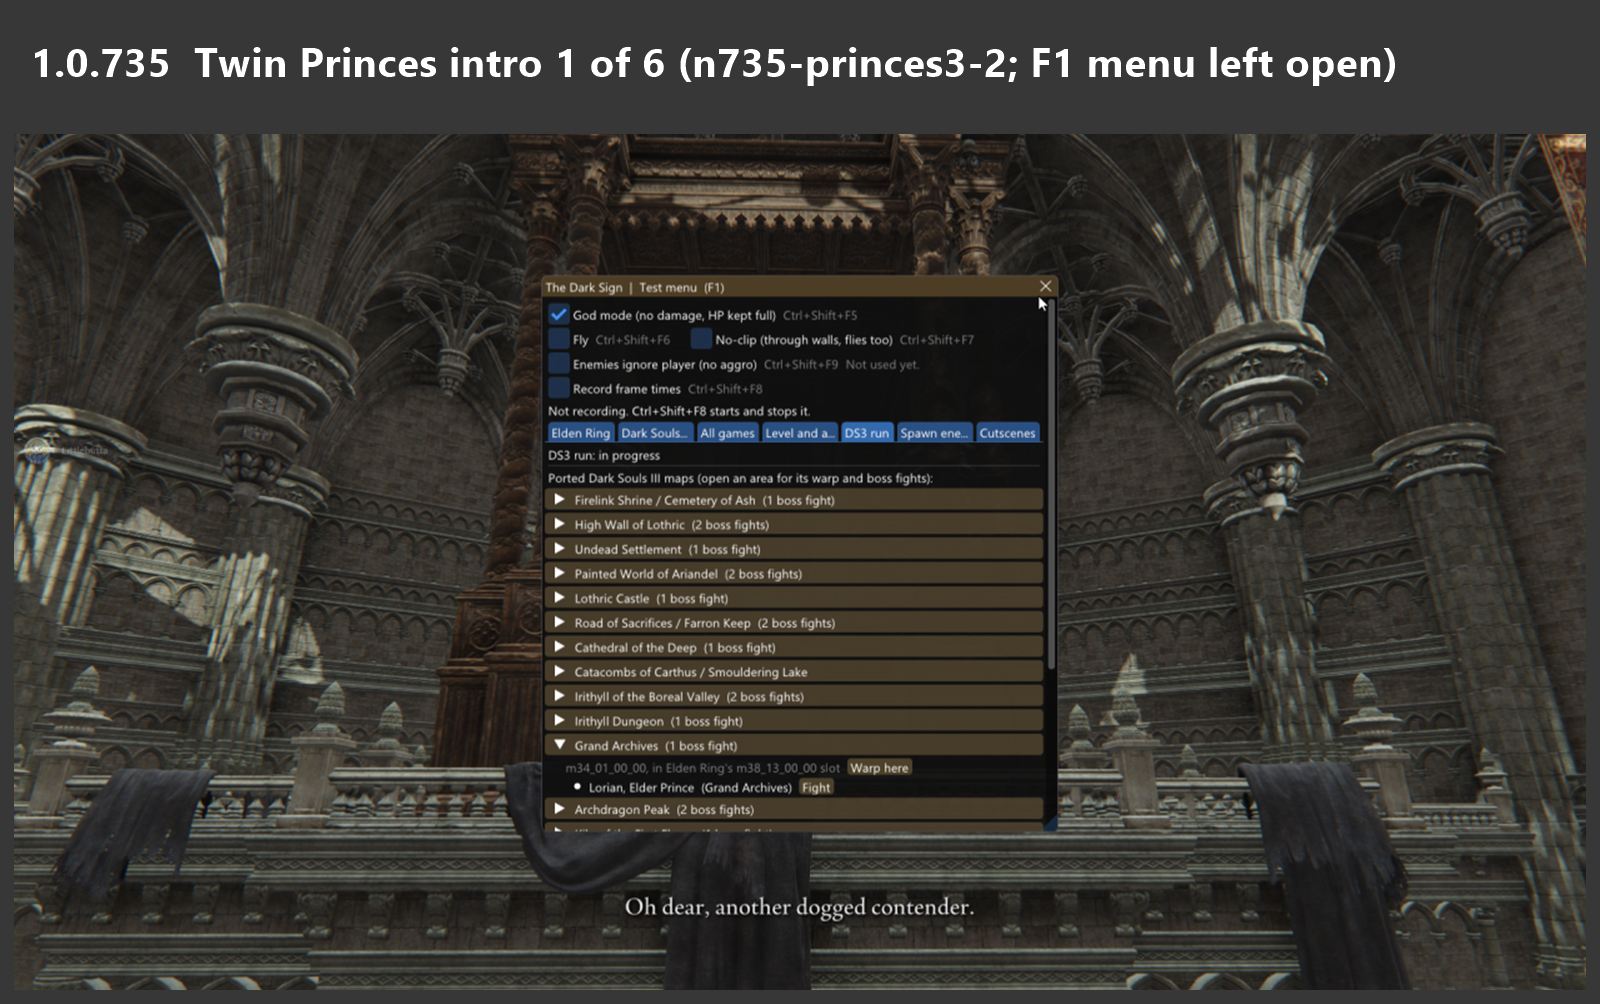 1.0.735 Twin Princes intro 1 of 6 (n735-princes3-2; F1 menu left open)
The Dark Sign | Test menu (F1)
God mode (no damage, HP kept full) Ctrl+Shift+F5
Fly Ctrl+Shift+F6 No-clip (through walls, flies too) Ctrl+Shift+F7
Enemies ignore player (no aggro) Ctrl+Shift+F9 Not used yet.
Record frame times Ctrl+Shift+F8
Not recording. Ctrl+Shift+F8 starts and stops it.
Elden Ring Dark Souls... All games Level and a... DS3 run Spawn ene... Cutscenes
DS3 run: in progress
Ported Dark Souls III maps (open an area for its warp and boss fights):
Firelink Shrine / Cemetery of Ash (1 boss fight)
High Wall of Lothric (2 boss fights)
Undead Settlement (1 boss fight)
Painted World of Ariandel (2 boss fights)
Lothric Castle (1 boss fight)
Road of Sacrifices / Farron Keep (2 boss fights)
Cathedral of the Deep (1 boss fight)
Catacombs of Carthus / Smouldering Lake
Irithyll of the Boreal Valley (2 boss fights)
Irithyll Dungeon (1 boss fight)
Grand Archives (1 boss fight)
m34_01_00_00, in Elden Ring's m38_13_00_00 slot Warp here
Lorian, Elder Prince (Grand Archives) Fight
Archdragon Peak (2 boss fights)
Oh dear, another dogged contender.